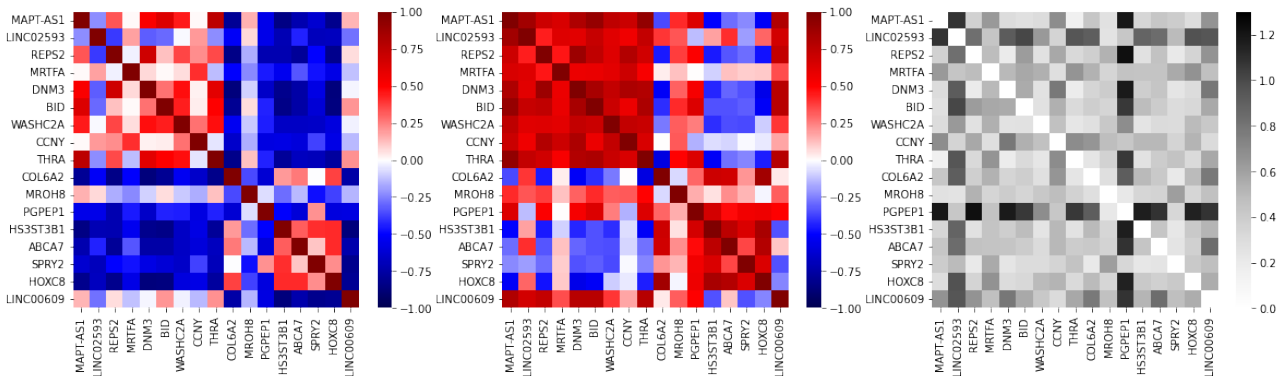 MAPT-AS1
LINC02593
REPS2
MRTFA
DNM3
BID
WASHC2A
CCNY
THRA
COL6A2
MROH8
PGPEP1
HS3ST3B1
ABCA7
SPRY2
HOXC8
LINC00609
MAPT-AS1
LINC02593
REPS2
MRTFA
DNM3
BID
WASHC2A
CCNY
THRA
COL6A2
MROH8
PGPEP1
HS3ST3B1
ABCA7
SPRY2
HOXC8
LINC00609
1.00
0.75
0.50
0.25
0.00
−0.25
−0.50
−0.75
−1.00
MAPT-AS1
LINC02593
REPS2
MRTFA
DNM3
BID
WASHC2A
CCNY
THRA
COL6A2
MROH8
PGPEP1
HS3ST3B1
ABCA7
SPRY2
HOXC8
LINC00609
MAPT-AS1
LINC02593
REPS2
MRTFA
DNM3
BID
WASHC2A
CCNY
THRA
COL6A2
MROH8
PGPEP1
HS3ST3B1
ABCA7
SPRY2
HOXC8
LINC00609
1.00
0.75
0.50
0.25
0.00
−0.25
−0.50
−0.75
−1.00
MAPT-AS1
LINC02593
REPS2
MRTFA
DNM3
BID
WASHC2A
CCNY
THRA
COL6A2
MROH8
PGPEP1
HS3ST3B1
ABCA7
SPRY2
HOXC8
LINC00609
MAPT-AS1
LINC02593
REPS2
MRTFA
DNM3
BID
WASHC2A
CCNY
THRA
COL6A2
MROH8
PGPEP1
HS3ST3B1
ABCA7
SPRY2
HOXC8
LINC00609
1.2
1.0
0.8
0.6
0.4
0.2
0.0